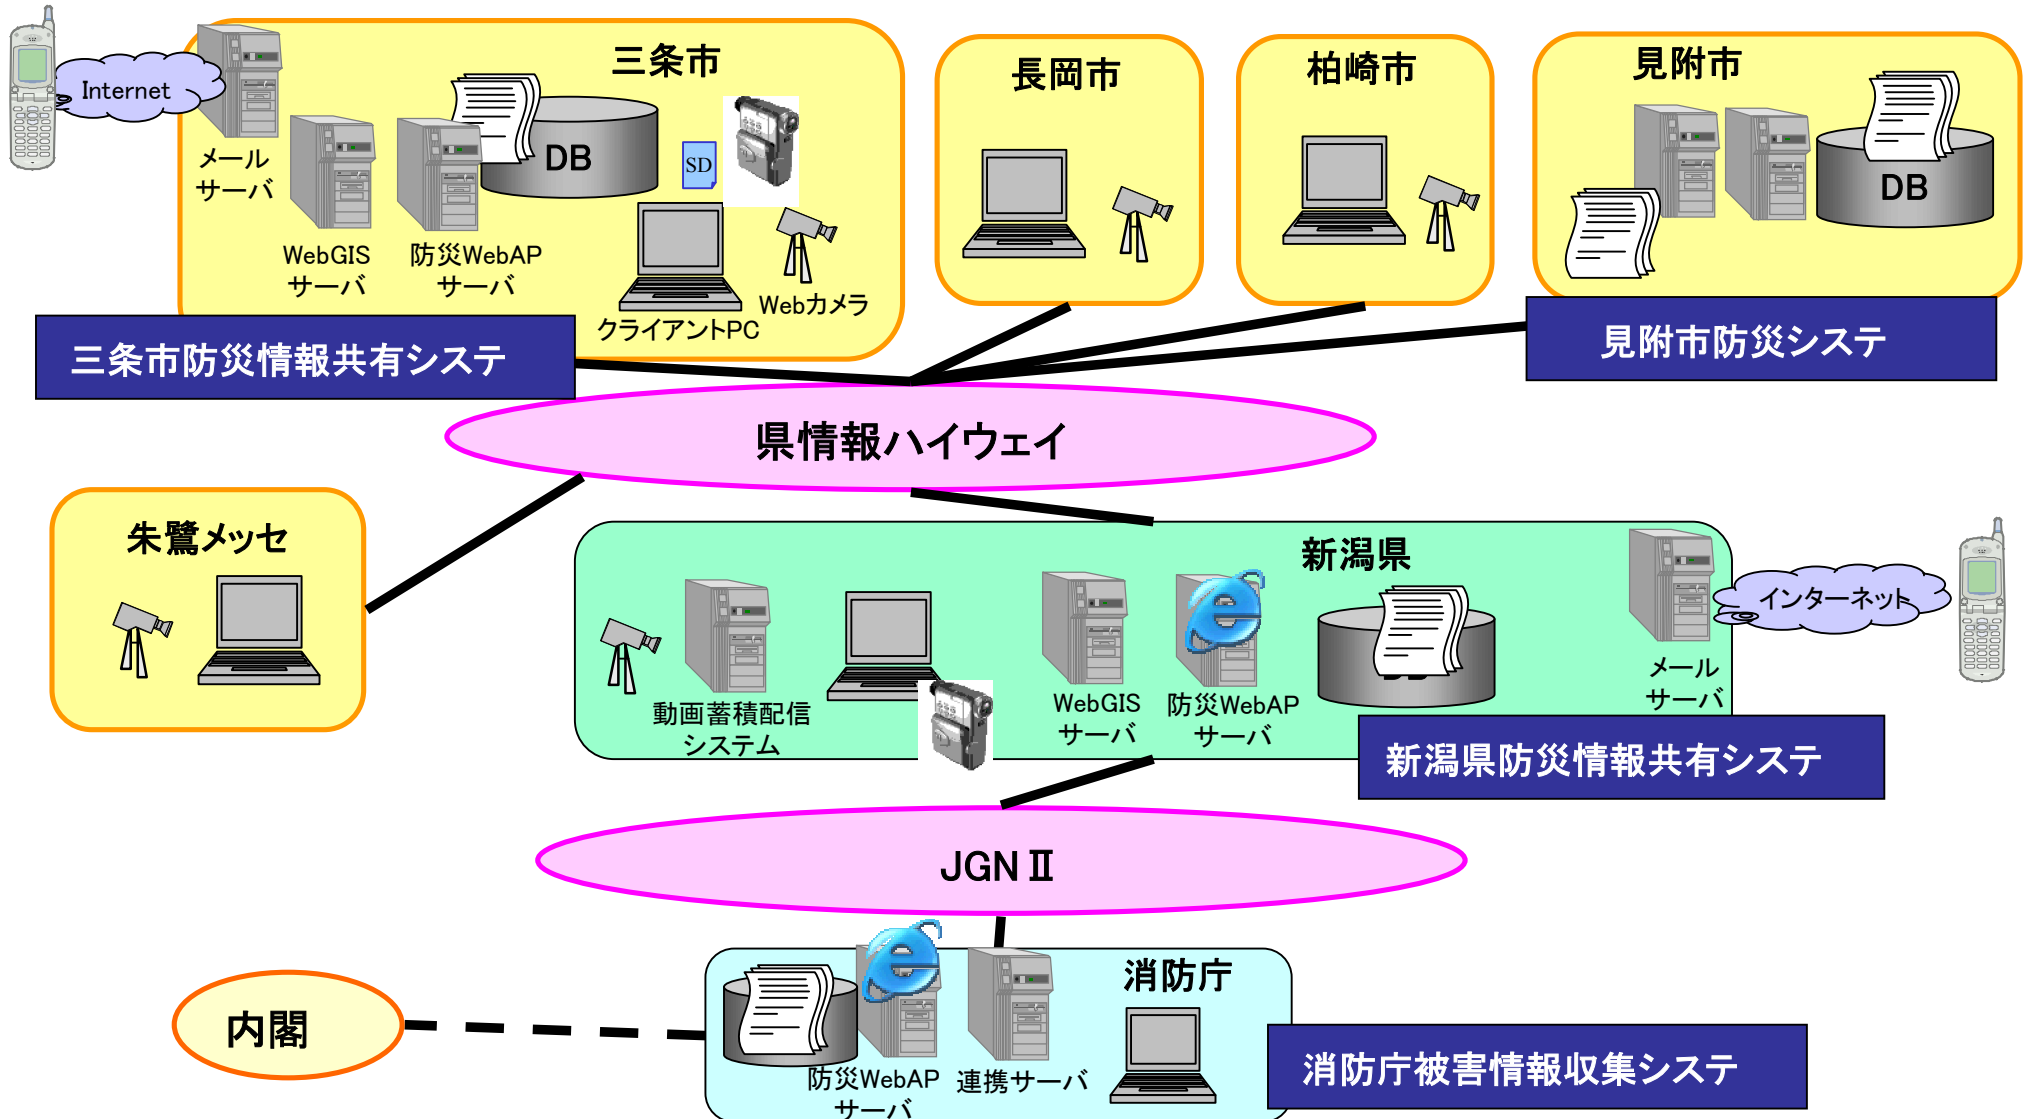 三条市
Internet
DB
SD
メール
サーバ
WebGIS
サーバ
防災WebAP
サーバ
クライアントPC
Webカメラ
三条市防災情報共有システ
長岡市
柏崎市
見附市
DB
見附市防災システ
県情報ハイウェイ
朱鷺メッセ
新潟県
動画蓄積配信
システム
WebGIS
サーバ
防災WebAP
サーバ
メール
サーバ
インターネット
新潟県防災情報共有システ
JGNⅡ
内閣
消防庁
防災WebAP
サーバ
連携サーバ
消防庁被害情報収集システ